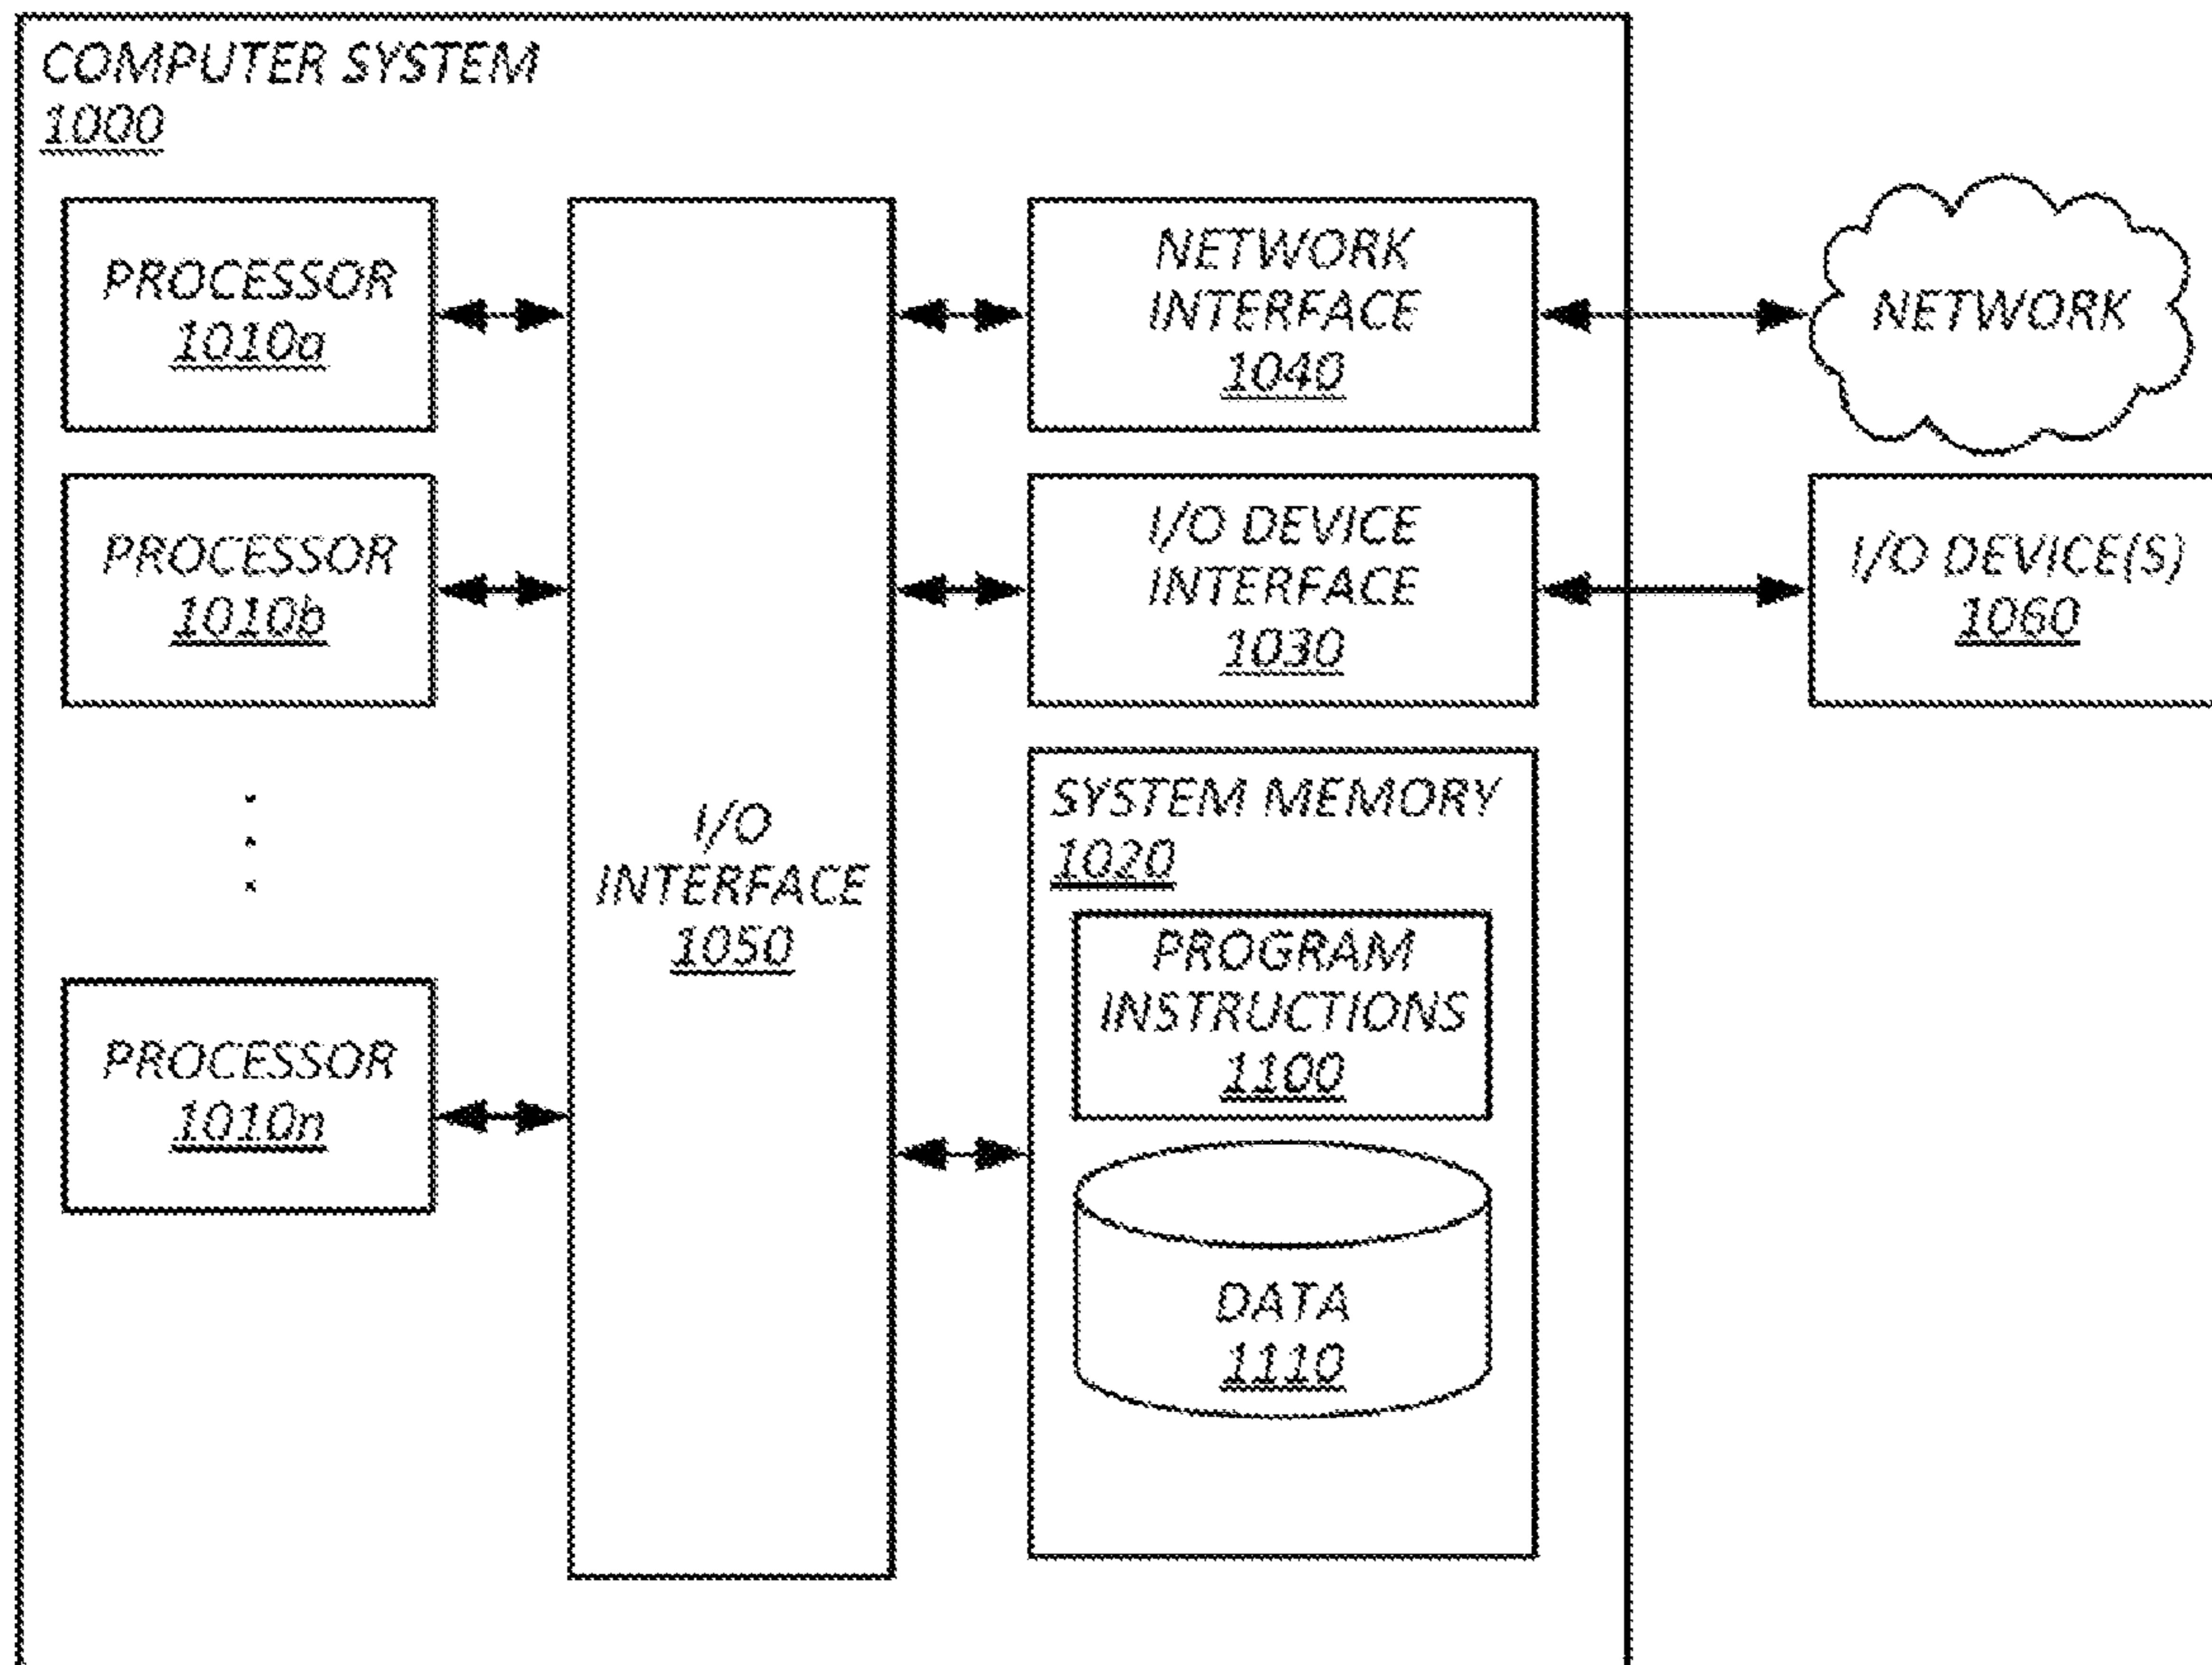 COMPUTER SYSTEM
1000
PROCESSOR
1010a
PROCESSOR
1010b
PROCESSOR
1010n
I/O
INTERFACE
1050
NETWORK
INTERFACE
1040
I/O DEVICE
INTERFACE
1030
SYSTEM MEMORY
1020
PROGRAM
INSTRUCTIONS
1100
DATA
1110
NETWORK
I/O DEVICE(S)
1060